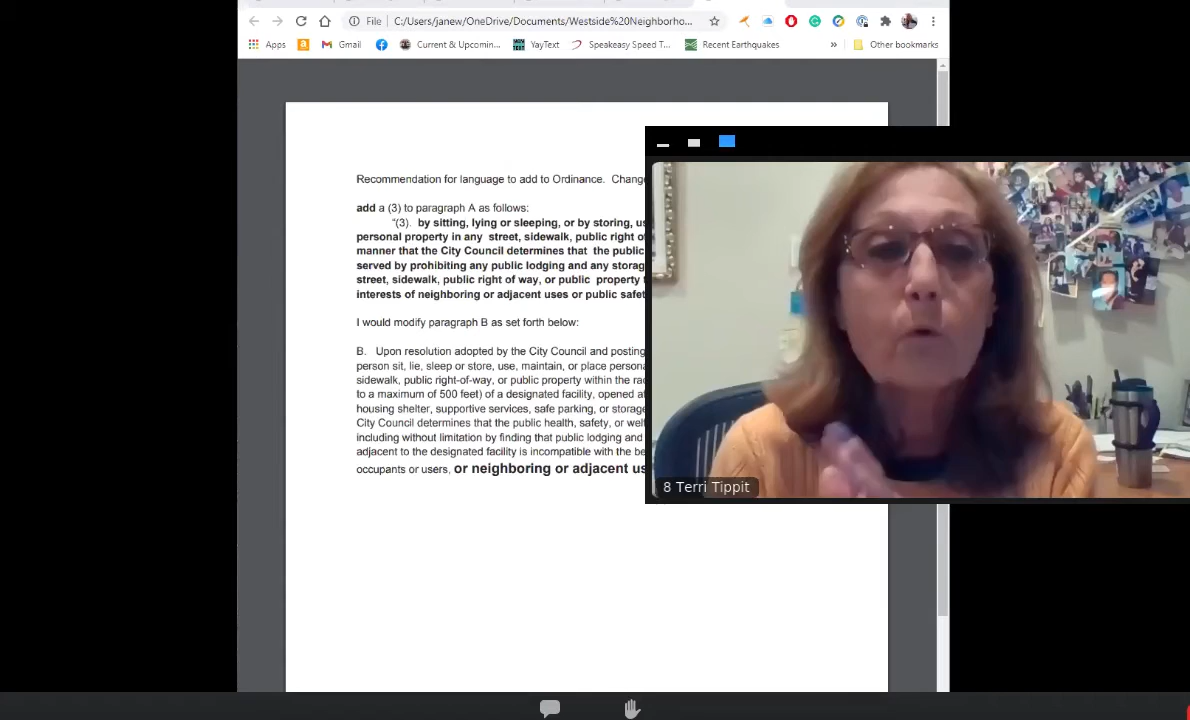 File C:/Users/janew/OneDrive/Documents/Westside%20Neighborho...
Apps Gmail Current & Upcomin... YayText Speakeasy Speed T... Recent Earthquakes » Other bookmarks
Recommendation for language to add to Ordinance. Change
add a (3) to paragraph A as follows:
"(3). by sitting, lying or sleeping, or by storing, us
personal property in any street, sidewalk, public right of
manner that the City Council determines that the public
served by prohibiting any public lodging and any storag
street, sidewalk, public right of way, or public property
interests of neighboring or adjacent uses or public safet
I would modify paragraph B as set forth below:
B. Upon resolution adopted by the City Council and posting
person sit, lie, sleep or store, use, maintain, or place persona
sidewalk, public right-of-way, or public property within the rad
to a maximum of 500 feet) of a designated facility, opened af
housing shelter, supportive services, safe parking, or storage
City Council determines that the public health, safety, or welf
including without limitation by finding that public lodging and
adjacent to the designated facility is incompatible with the be
occupants or users, or neighboring or adjacent us
8 Terri Tippit